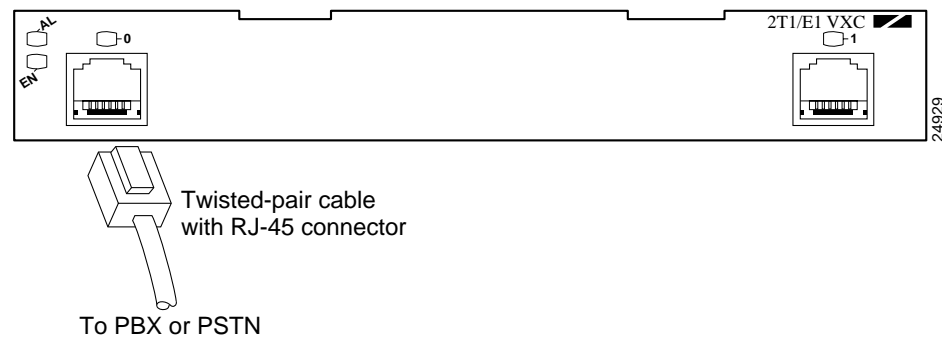 AL
EN
0
2T1/E1 VXC
1
24929
Twisted-pair cable
with RJ-45 connector
To PBX or PSTN